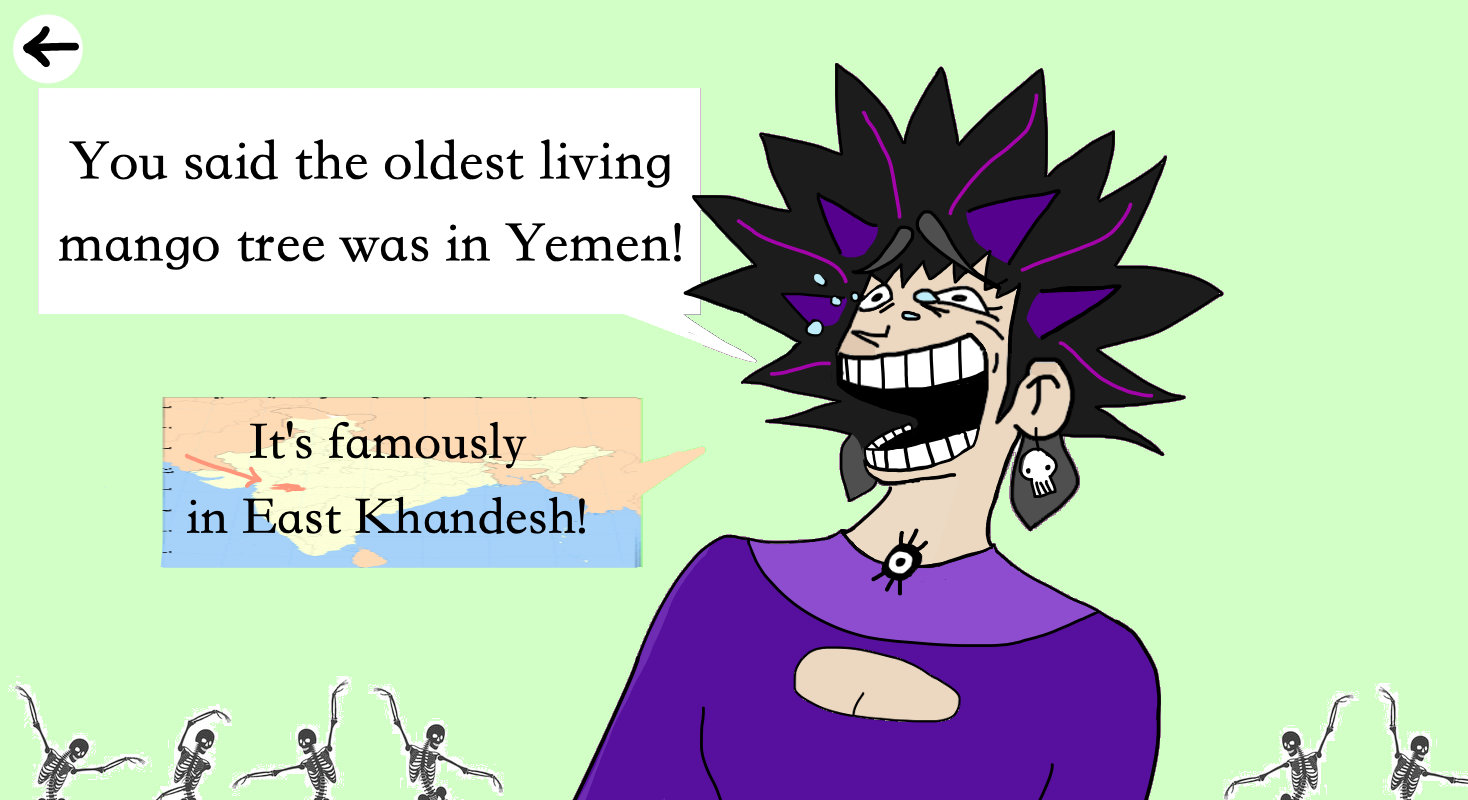 You said the oldest living
mango tree was in Yemen!
It's famously
in East Khandesh!